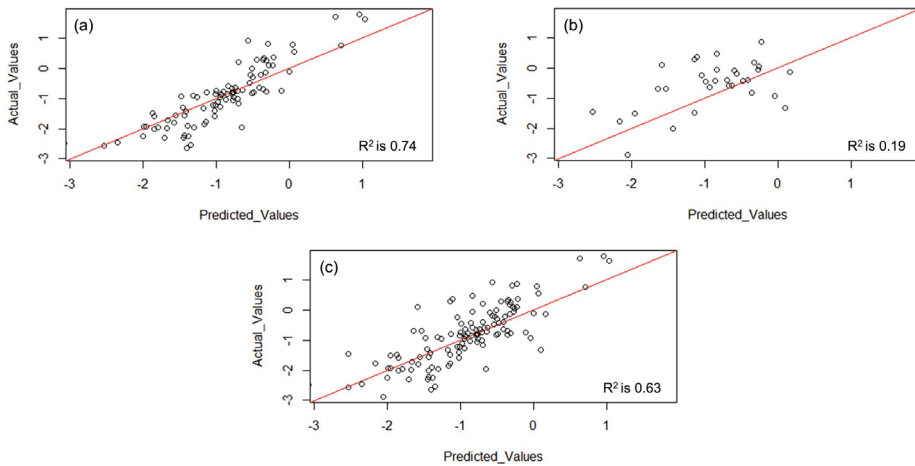 (a)
Actual_Values
1
0
-1
-2
-3
R² is 0.74
-3 -2 -1 0 1
Predicted_Values
(b)
Actual_Values
1
0
-1
-2
-3
R² is 0.19
-3 -2 -1 0 1
Predicted_Values
(c)
Actual_Values
1
0
-1
-2
-3
R² is 0.63
-3 -2 -1 0 1
Predicted_Values